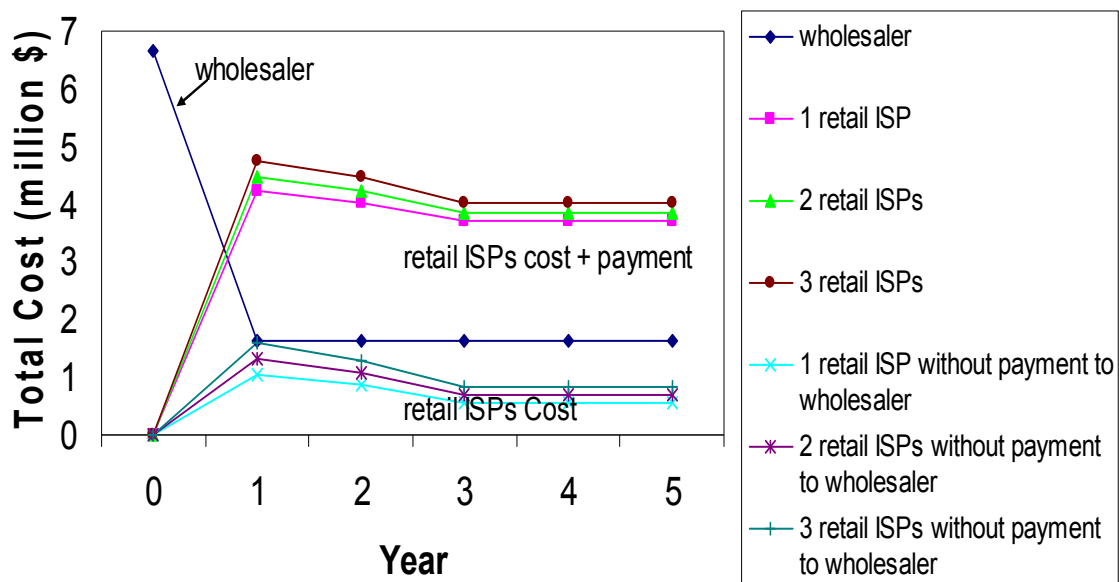 Total Cost (million $)
7
6
5
4
3
2
1
0
wholesaler
retail ISPs cost + payment
retail ISPs Cost
0 1 2 3 4 5
Year
wholesaler
1 retail ISP
2 retail ISPs
3 retail ISPs
1 retail ISP without payment to
wholesaler
2 retail ISPs without payment
to wholesaler
3 retail ISPs without payment
to wholesaler